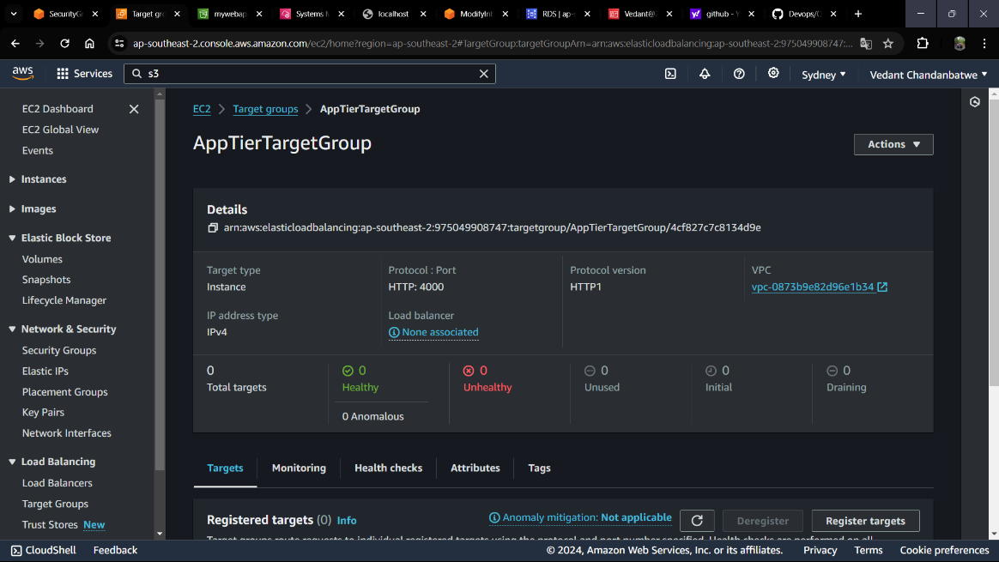 SecurityG
Target gro
mywebap
Systems M
localhost
ModifyInt
RDS | ap-s
Vedant@
github - Y
Devops/C
ap-southeast-2.console.aws.amazon.com/ec2/home?region=ap-southeast-2#TargetGroup:targetGroupArn=arn:aws:elasticloadbalancing:ap-southeast-2:975049908747:...
aws
Services
s3
Sydney
Vedant Chandanbatwe
EC2 Dashboard
EC2 Global View
Events
Instances
Images
Elastic Block Store
Volumes
Snapshots
Lifecycle Manager
Network & Security
Security Groups
Elastic IPs
Placement Groups
Key Pairs
Network Interfaces
Load Balancing
Load Balancers
Target Groups
Trust Stores New
EC2 > Target groups > AppTierTargetGroup
AppTierTargetGroup
Actions
Details
arn:aws:elasticloadbalancing:ap-southeast-2:975049908747:targetgroup/AppTierTargetGroup/4cf827c7c8134d9e
Target type
Instance
Protocol : Port
HTTP: 4000
Protocol version
HTTP1
VPC
vpc-0873b9e82d96e1b34
IP address type
IPv4
Load balancer
None associated
0
Total targets
0
Healthy
0 Anomalous
0
Unhealthy
0
Unused
0
Initial
0
Draining
Targets
Monitoring
Health checks
Attributes
Tags
Registered targets (0) Info
Anomaly mitigation: Not applicable
Deregister
Register targets
Target groups route requests to individual registered targets using the protocol and port number specified. Health checks are performed on all
CloudShell
Feedback
© 2024, Amazon Web Services, Inc. or its affiliates.
Privacy
Terms
Cookie preferences